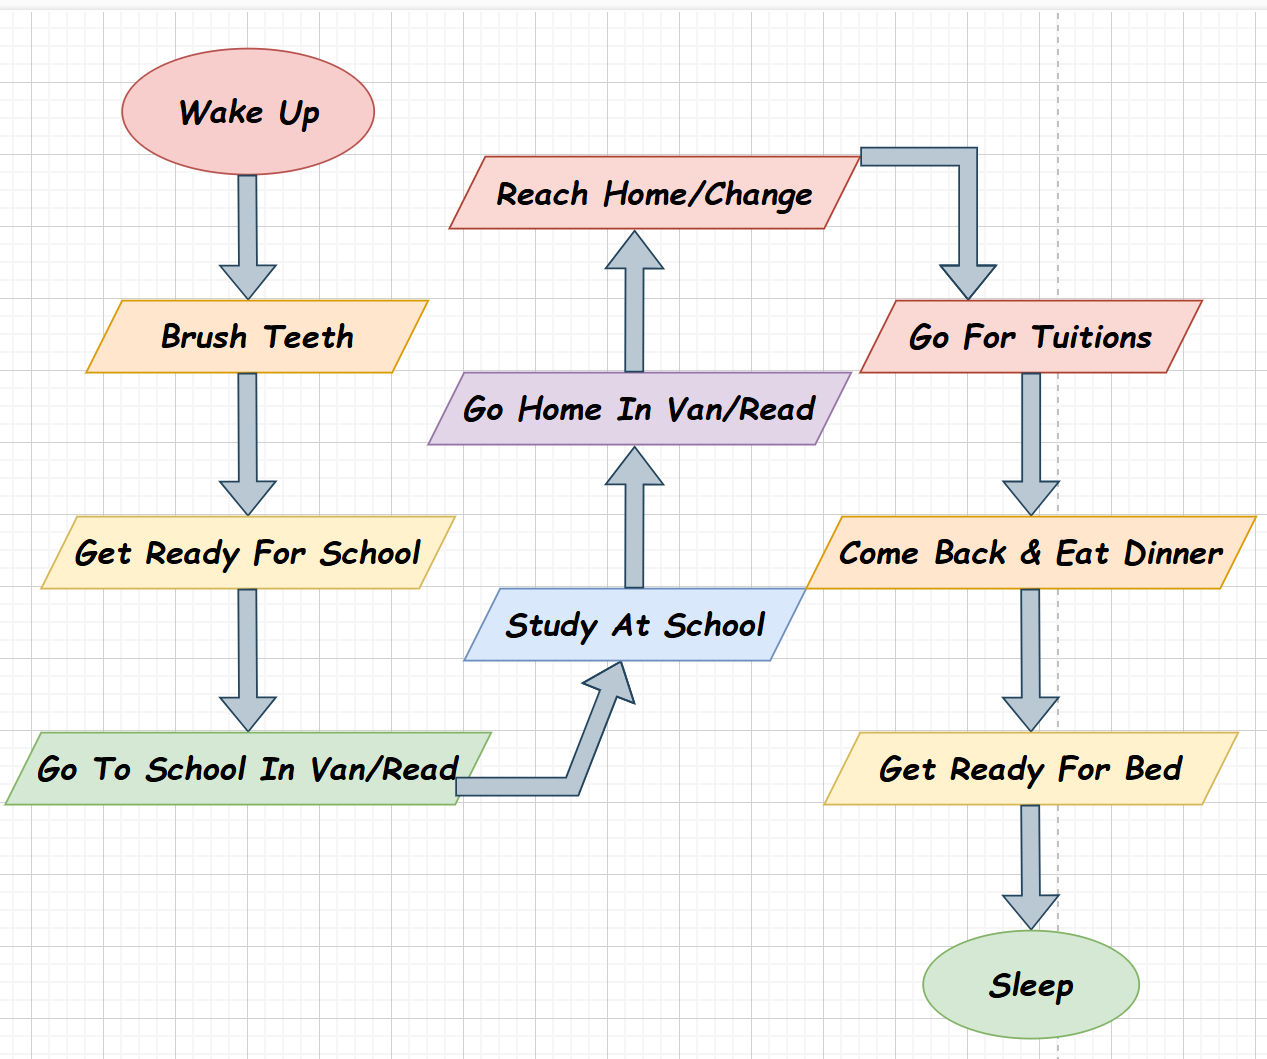 Wake Up
Brush Teeth
Get Ready For School
Go To School In Van/Read
Study At School
Go Home In Van/Read
Reach Home/Change
Go For Tuitions
Come Back & Eat Dinner
Get Ready For Bed
Sleep